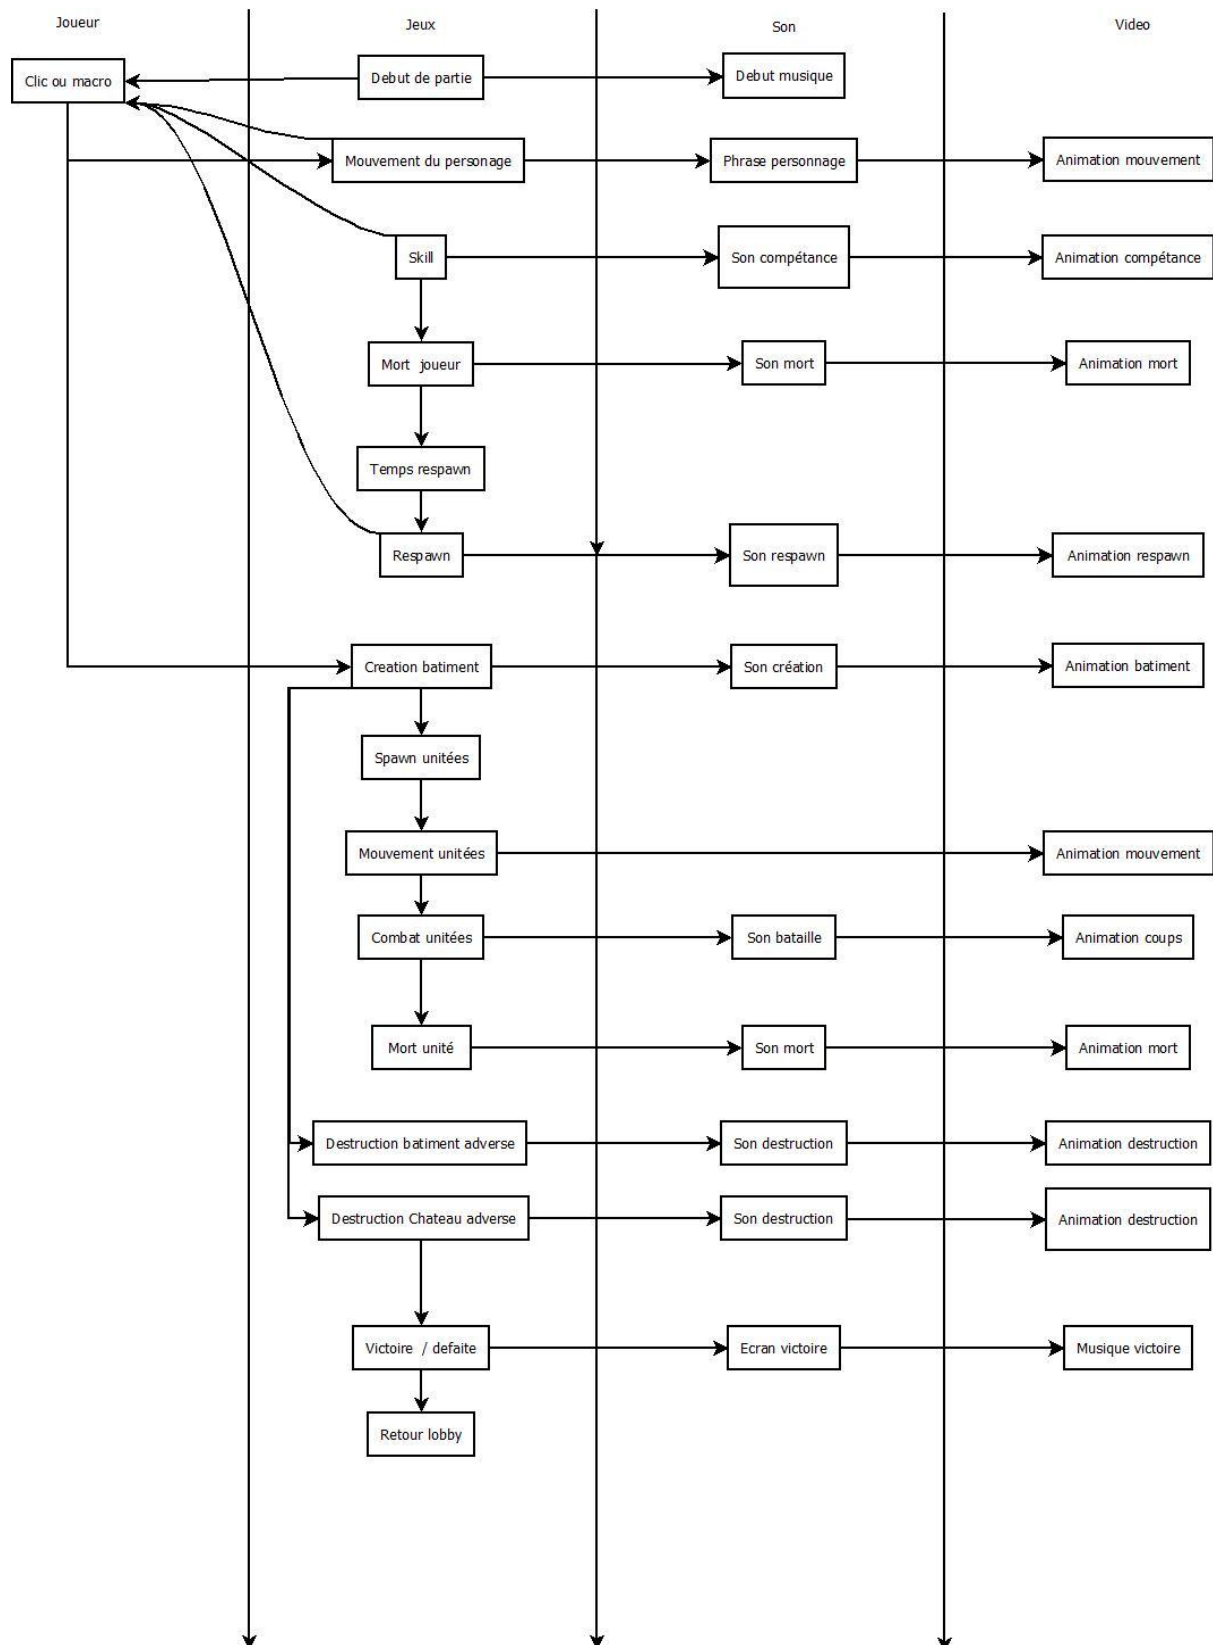 Joueur
Jeux
Son
Video
Clic ou macro
Debut de partie
Debut musique
Mouvement du personage
Phrase personnage
Animation mouvement
Skill
Son compétance
Animation compétance
Mort joueur
Son mort
Animation mort
Temps respawn
Respawn
Son respawn
Animation respawn
Creation batiment
Son création
Animation batiment
Spawn unitées
Mouvement unitées
Animation mouvement
Combat unitées
Son bataille
Animation coups
Mort unité
Son mort
Animation mort
Destruction batiment adverse
Son destruction
Animation destruction
Destruction Chateau adverse
Son destruction
Animation destruction
Victoire / defaite
Ecran victoire
Musique victoire
Retour lobby